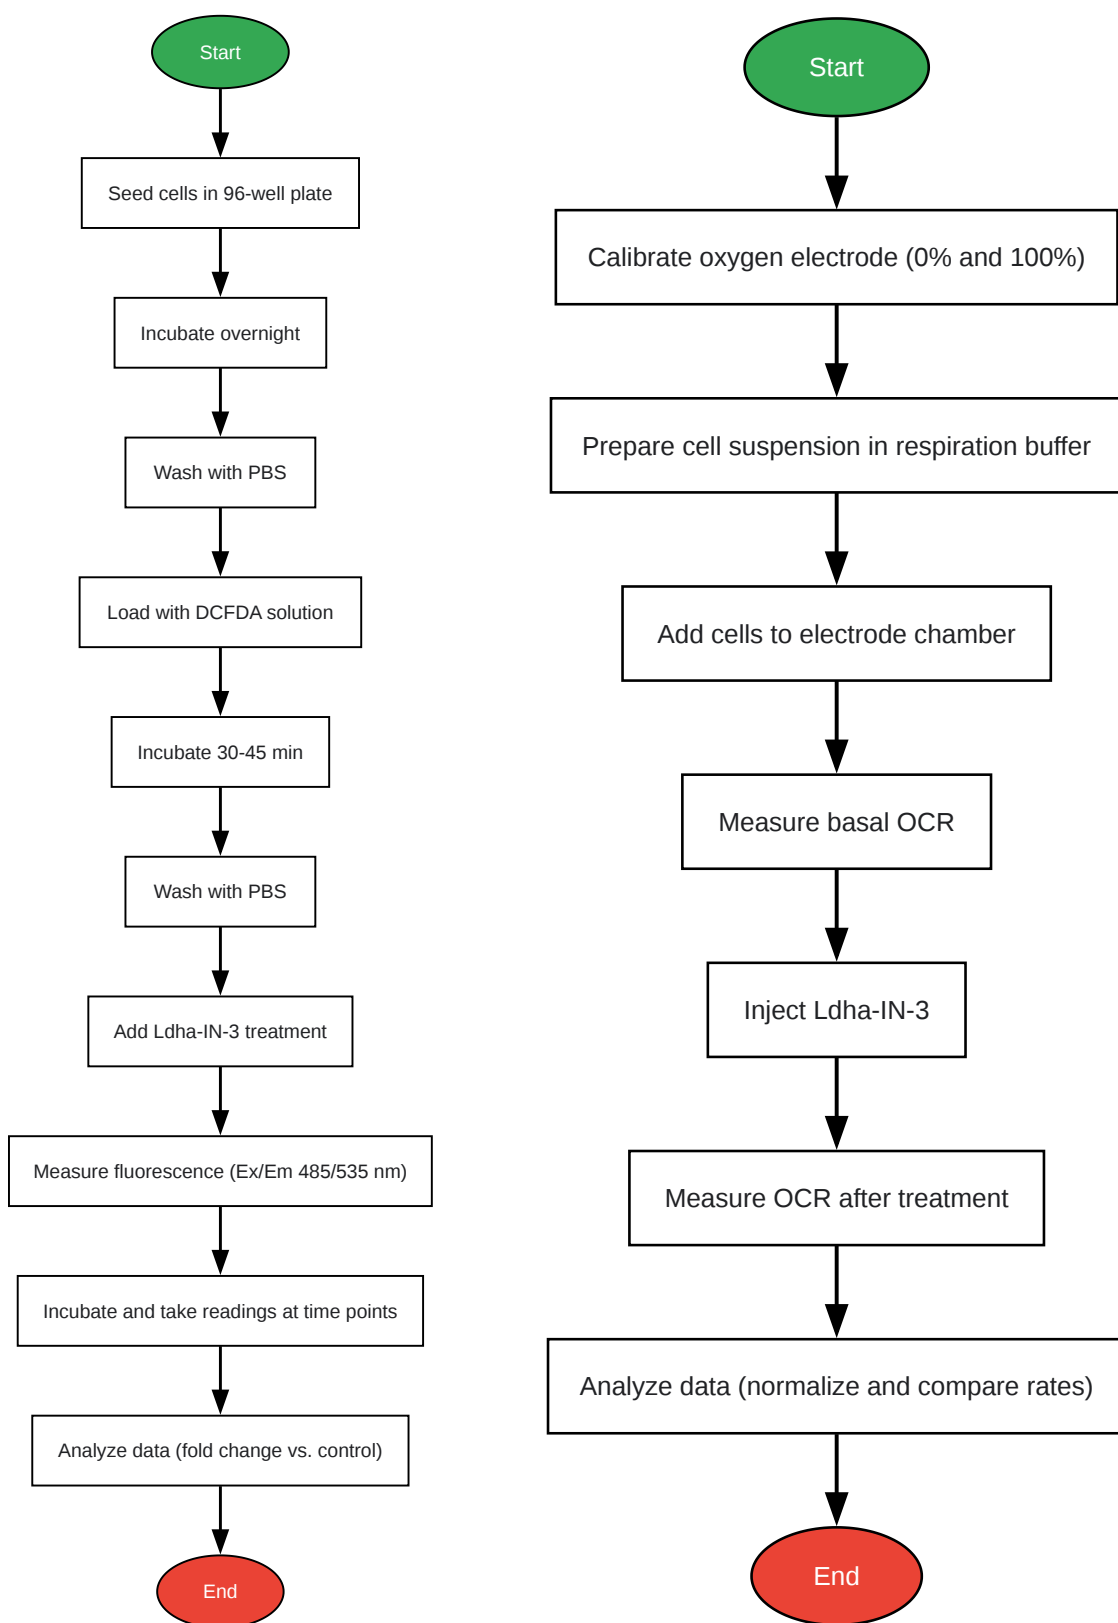 Start
Seed cells in 96-well plate
Incubate overnight
Wash with PBS
Load with DCFDA solution
Incubate 30-45 min
Wash with PBS
Add Ldha-IN-3 treatment
Measure fluorescence (Ex/Em 485/535 nm)
Incubate and take readings at time points
Analyze data (fold change vs. control)
End
Start
Calibrate oxygen electrode (0% and 100%)
Prepare cell suspension in respiration buffer
Add cells to electrode chamber
Measure basal OCR
Inject Ldha-IN-3
Measure OCR after treatment
Analyze data (normalize and compare rates)
End